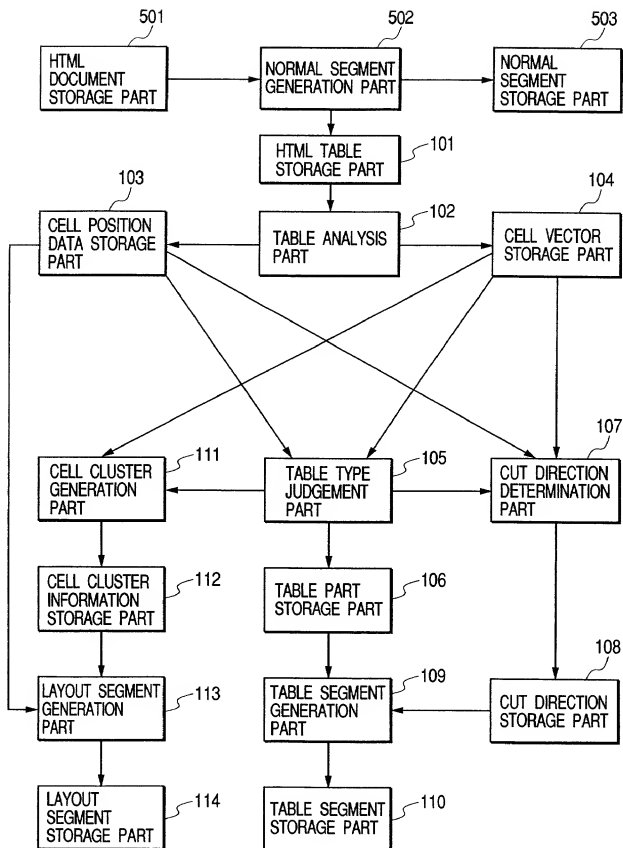 501
HTML
DOCUMENT
STORAGE PART
502
NORMAL SEGMENT
GENERATION PART
503
NORMAL
SEGMENT
STORAGE PART
HTML TABLE
STORAGE PART
101
103
CELL POSITION
DATA STORAGE
PART
TABLE ANALYSIS
PART
102
104
CELL VECTOR
STORAGE PART
CELL CLUSTER
GENERATION
PART
111
TABLE TYPE
JUDGEMENT
PART
105
107
CUT DIRECTION
DETERMINATION
PART
CELL CLUSTER
INFORMATION
STORAGE PART
112
TABLE PART
STORAGE PART
106
LAYOUT SEGMENT
GENERATION
PART
113
TABLE SEGMENT
GENERATION
PART
109
108
CUT DIRECTION
STORAGE PART
LAYOUT
SEGMENT
STORAGE PART
114
TABLE SEGMENT
STORAGE PART
110